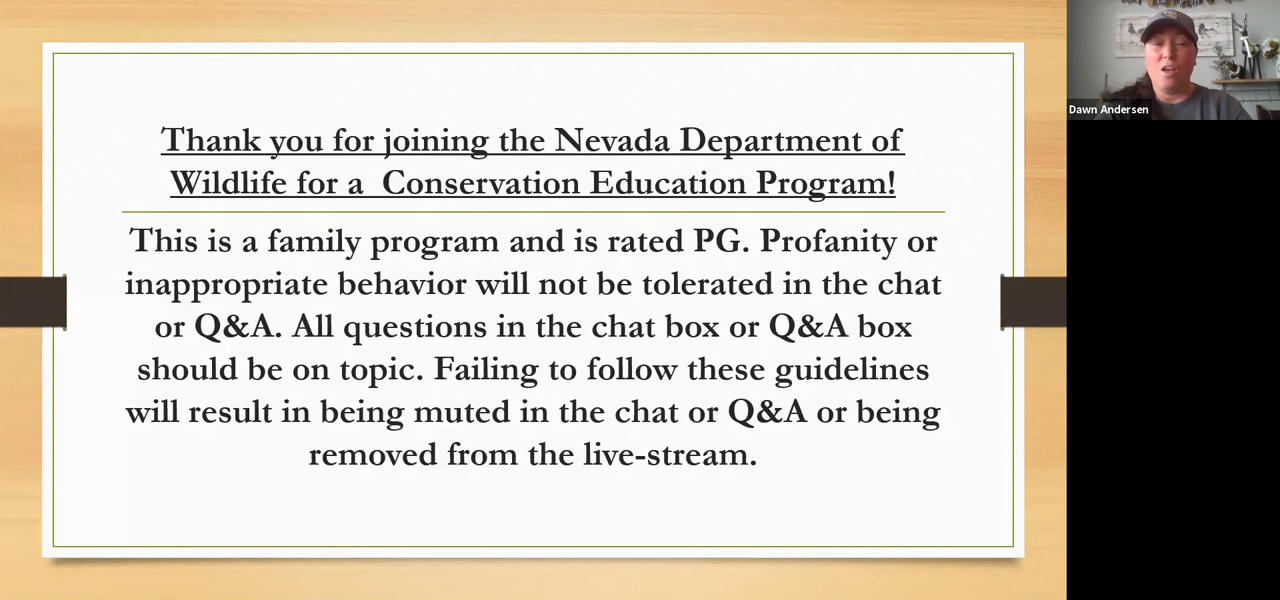 Thank you for joining the Nevada Department of
Wildlife for a  Conservation Education Program!
This is a family program and is rated PG. Profanity or
inappropriate behavior will not be tolerated in the chat
or Q&A. All questions in the chat box or Q&A box
should be on topic. Failing to follow these guidelines
will result in being muted in the chat or Q&A or being
removed from the live-stream.
Dawn Andersen